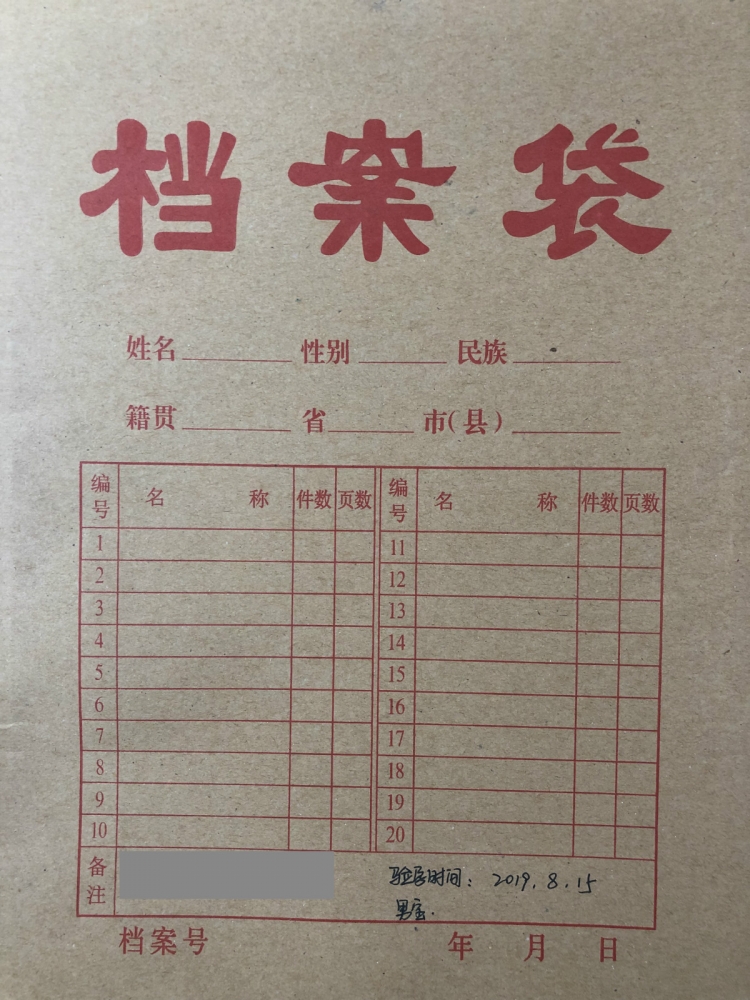 档案袋
姓名 性别 民族
籍贯 省 市(县)
编号 名 称 件数 页数 编号 名 称 件数 页数
1 11
2 12
3 13
4 14
5 15
6 16
7 17
8 18
9 19
10 20
备注 验房时间: 2019.8.15
男宝.
档案号 年 月 日